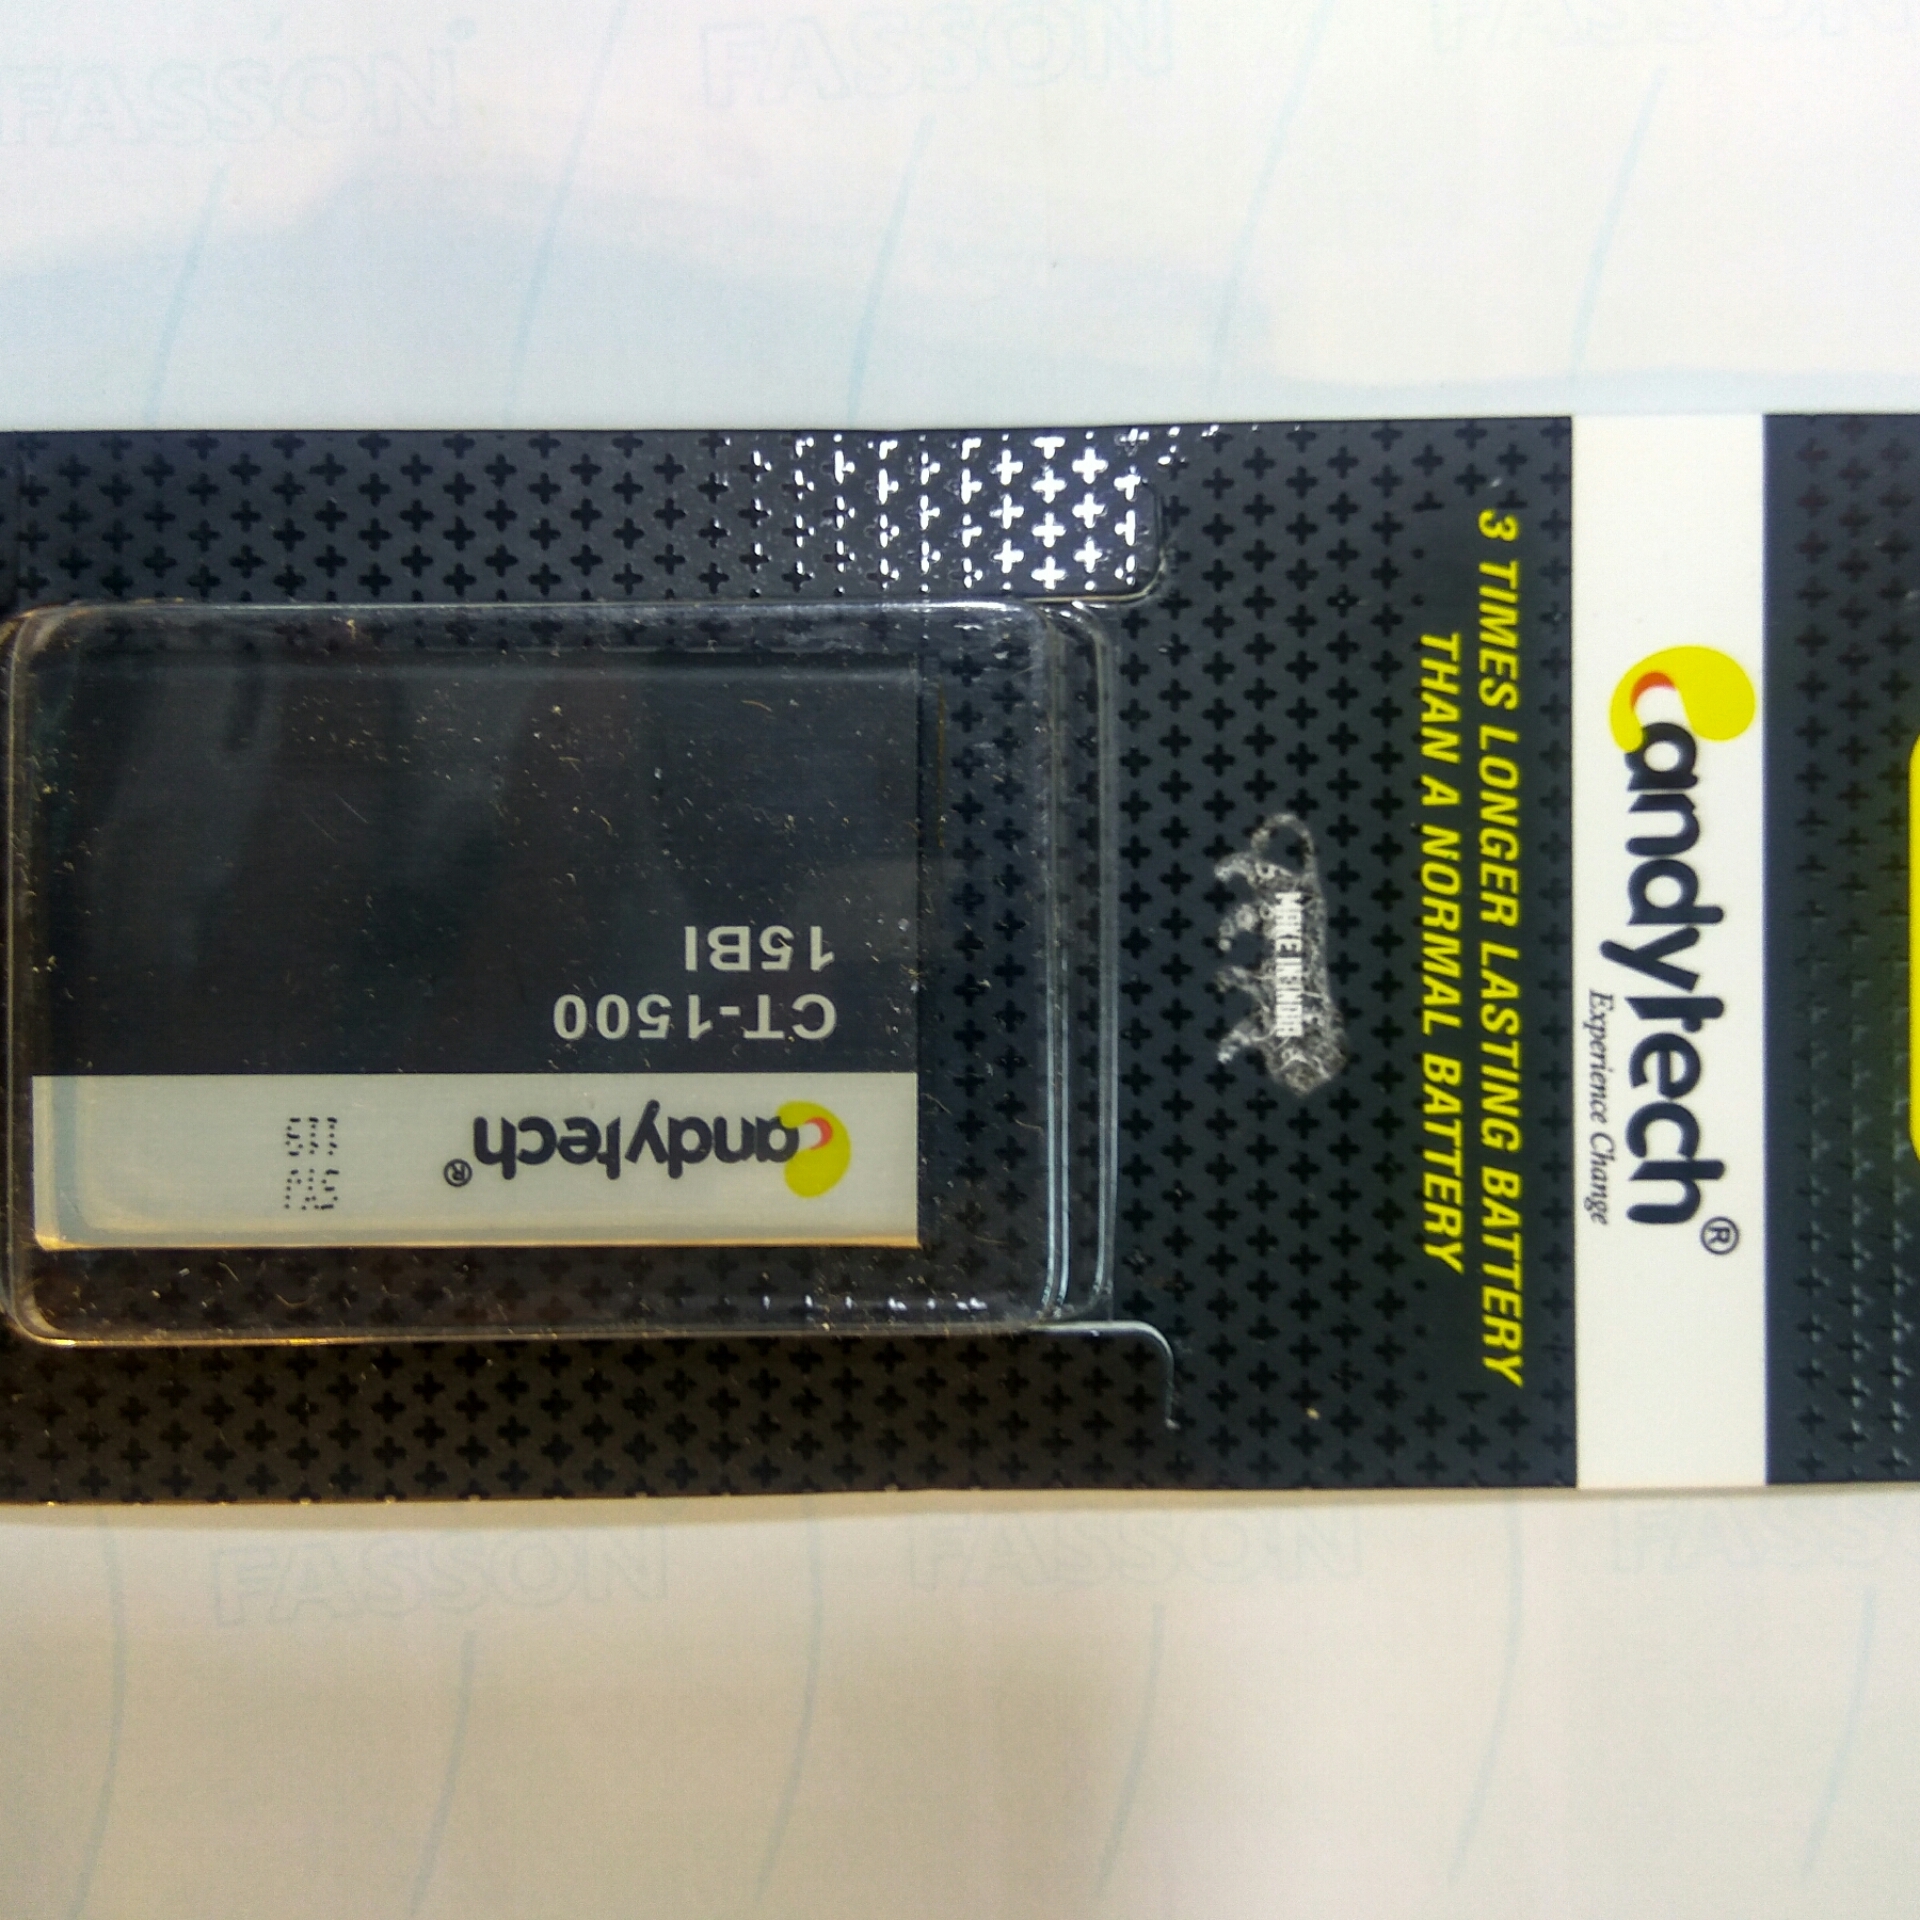 Candytech®
Experience Change
3 TIMES LONGER LASTING BATTERY
THAN A NORMAL BATTERY
MAKE IN INDIA
Candytech®
CT-1500
15BI
FASSON
FASSON
FASSON
FASSON
FASSON